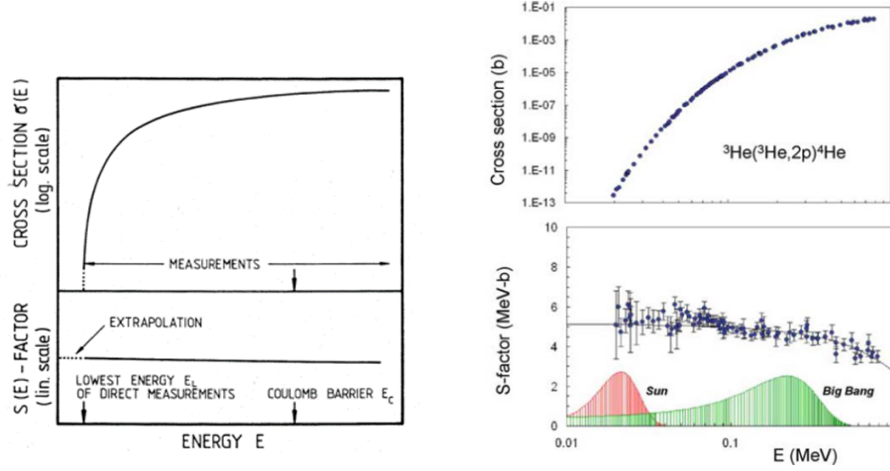 CROSS SECTION σ(E)
(log. scale)
MEASUREMENTS
EXTRAPOLATION
S(E)-FACTOR
(lin. scale)
LOWEST ENERGY E_L
OF DIRECT MEASUREMENTS
COULOMB BARRIER E_C
ENERGY E
Cross section (b)
1.E-01
1.E-03
1.E-05
1.E-07
1.E-09
1.E-11
1.E-13
³He(³He,2p)⁴He
S-factor (MeV-b)
10
8
6
4
2
0
Sun
Big Bang
0.01
0.1
E (MeV)